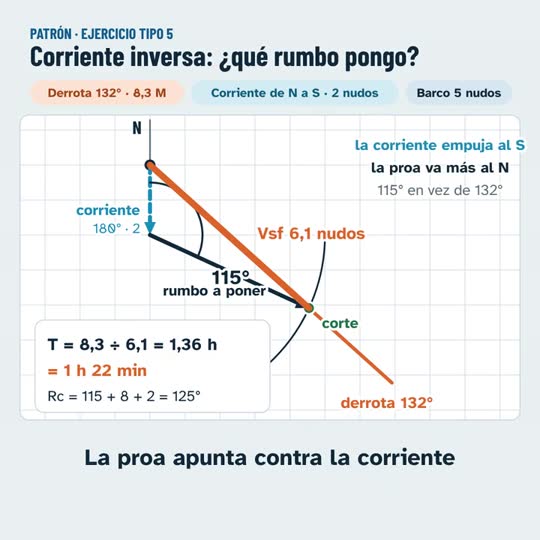 PATRÓN · EJERCICIO TIPO 5
Corriente inversa: ¿qué rumbo pongo?
Derrota 132° · 8,3 M
Corriente de N a S · 2 nudos
Barco 5 nudos
N
la corriente empuja al S
la proa va más al N
115° en vez de 132°
corriente
180° · 2
Vsf 6,1 nudos
115°
rumbo a poner
corte
T = 8,3 ÷ 6,1 = 1,36 h
= 1 h 22 min
Rc = 115 + 8 + 2 = 125°
derrota 132°
La proa apunta contra la corriente